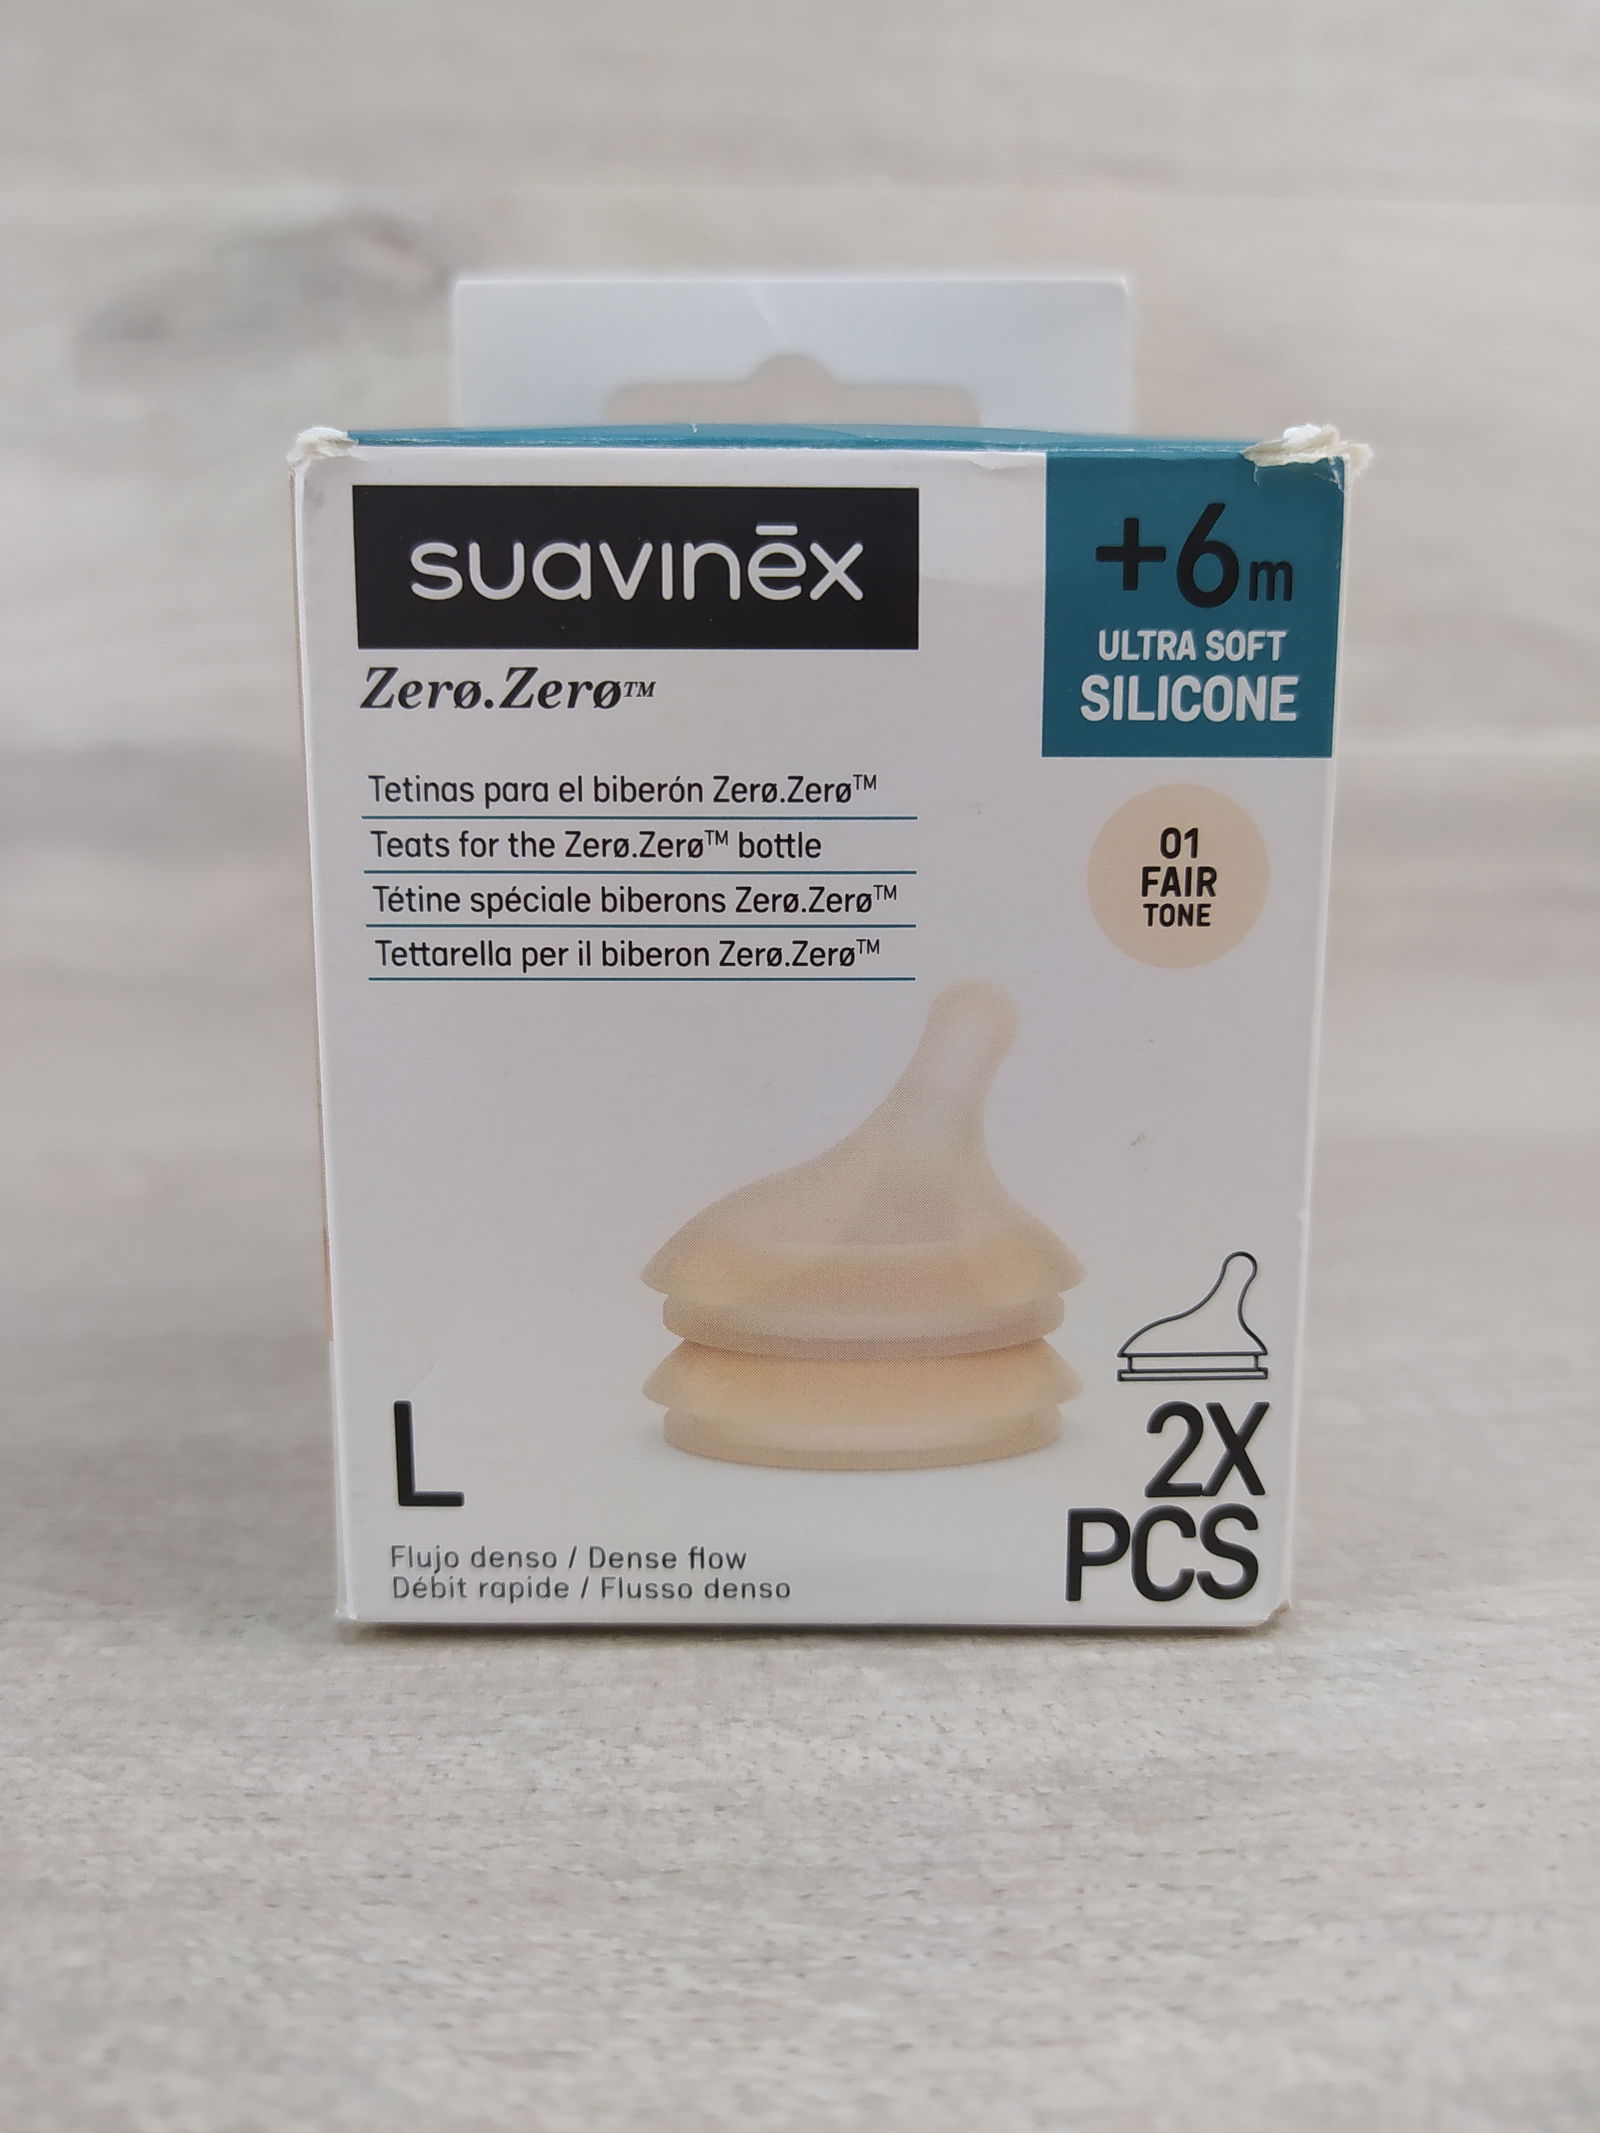 suavinēx
Zerø.Zerø™
+6m
ULTRA SOFT
SILICONE
Tetinas para el biberón Zerø.Zerø™
Teats for the Zerø.Zerø™ bottle
Tétine spéciale biberons Zerø.Zerø™
Tettarella per il biberon Zerø.Zerø™
01
FAIR
TONE
L
Flujo denso / Dense flow
Débit rapide / Flusso denso
2X
PCS